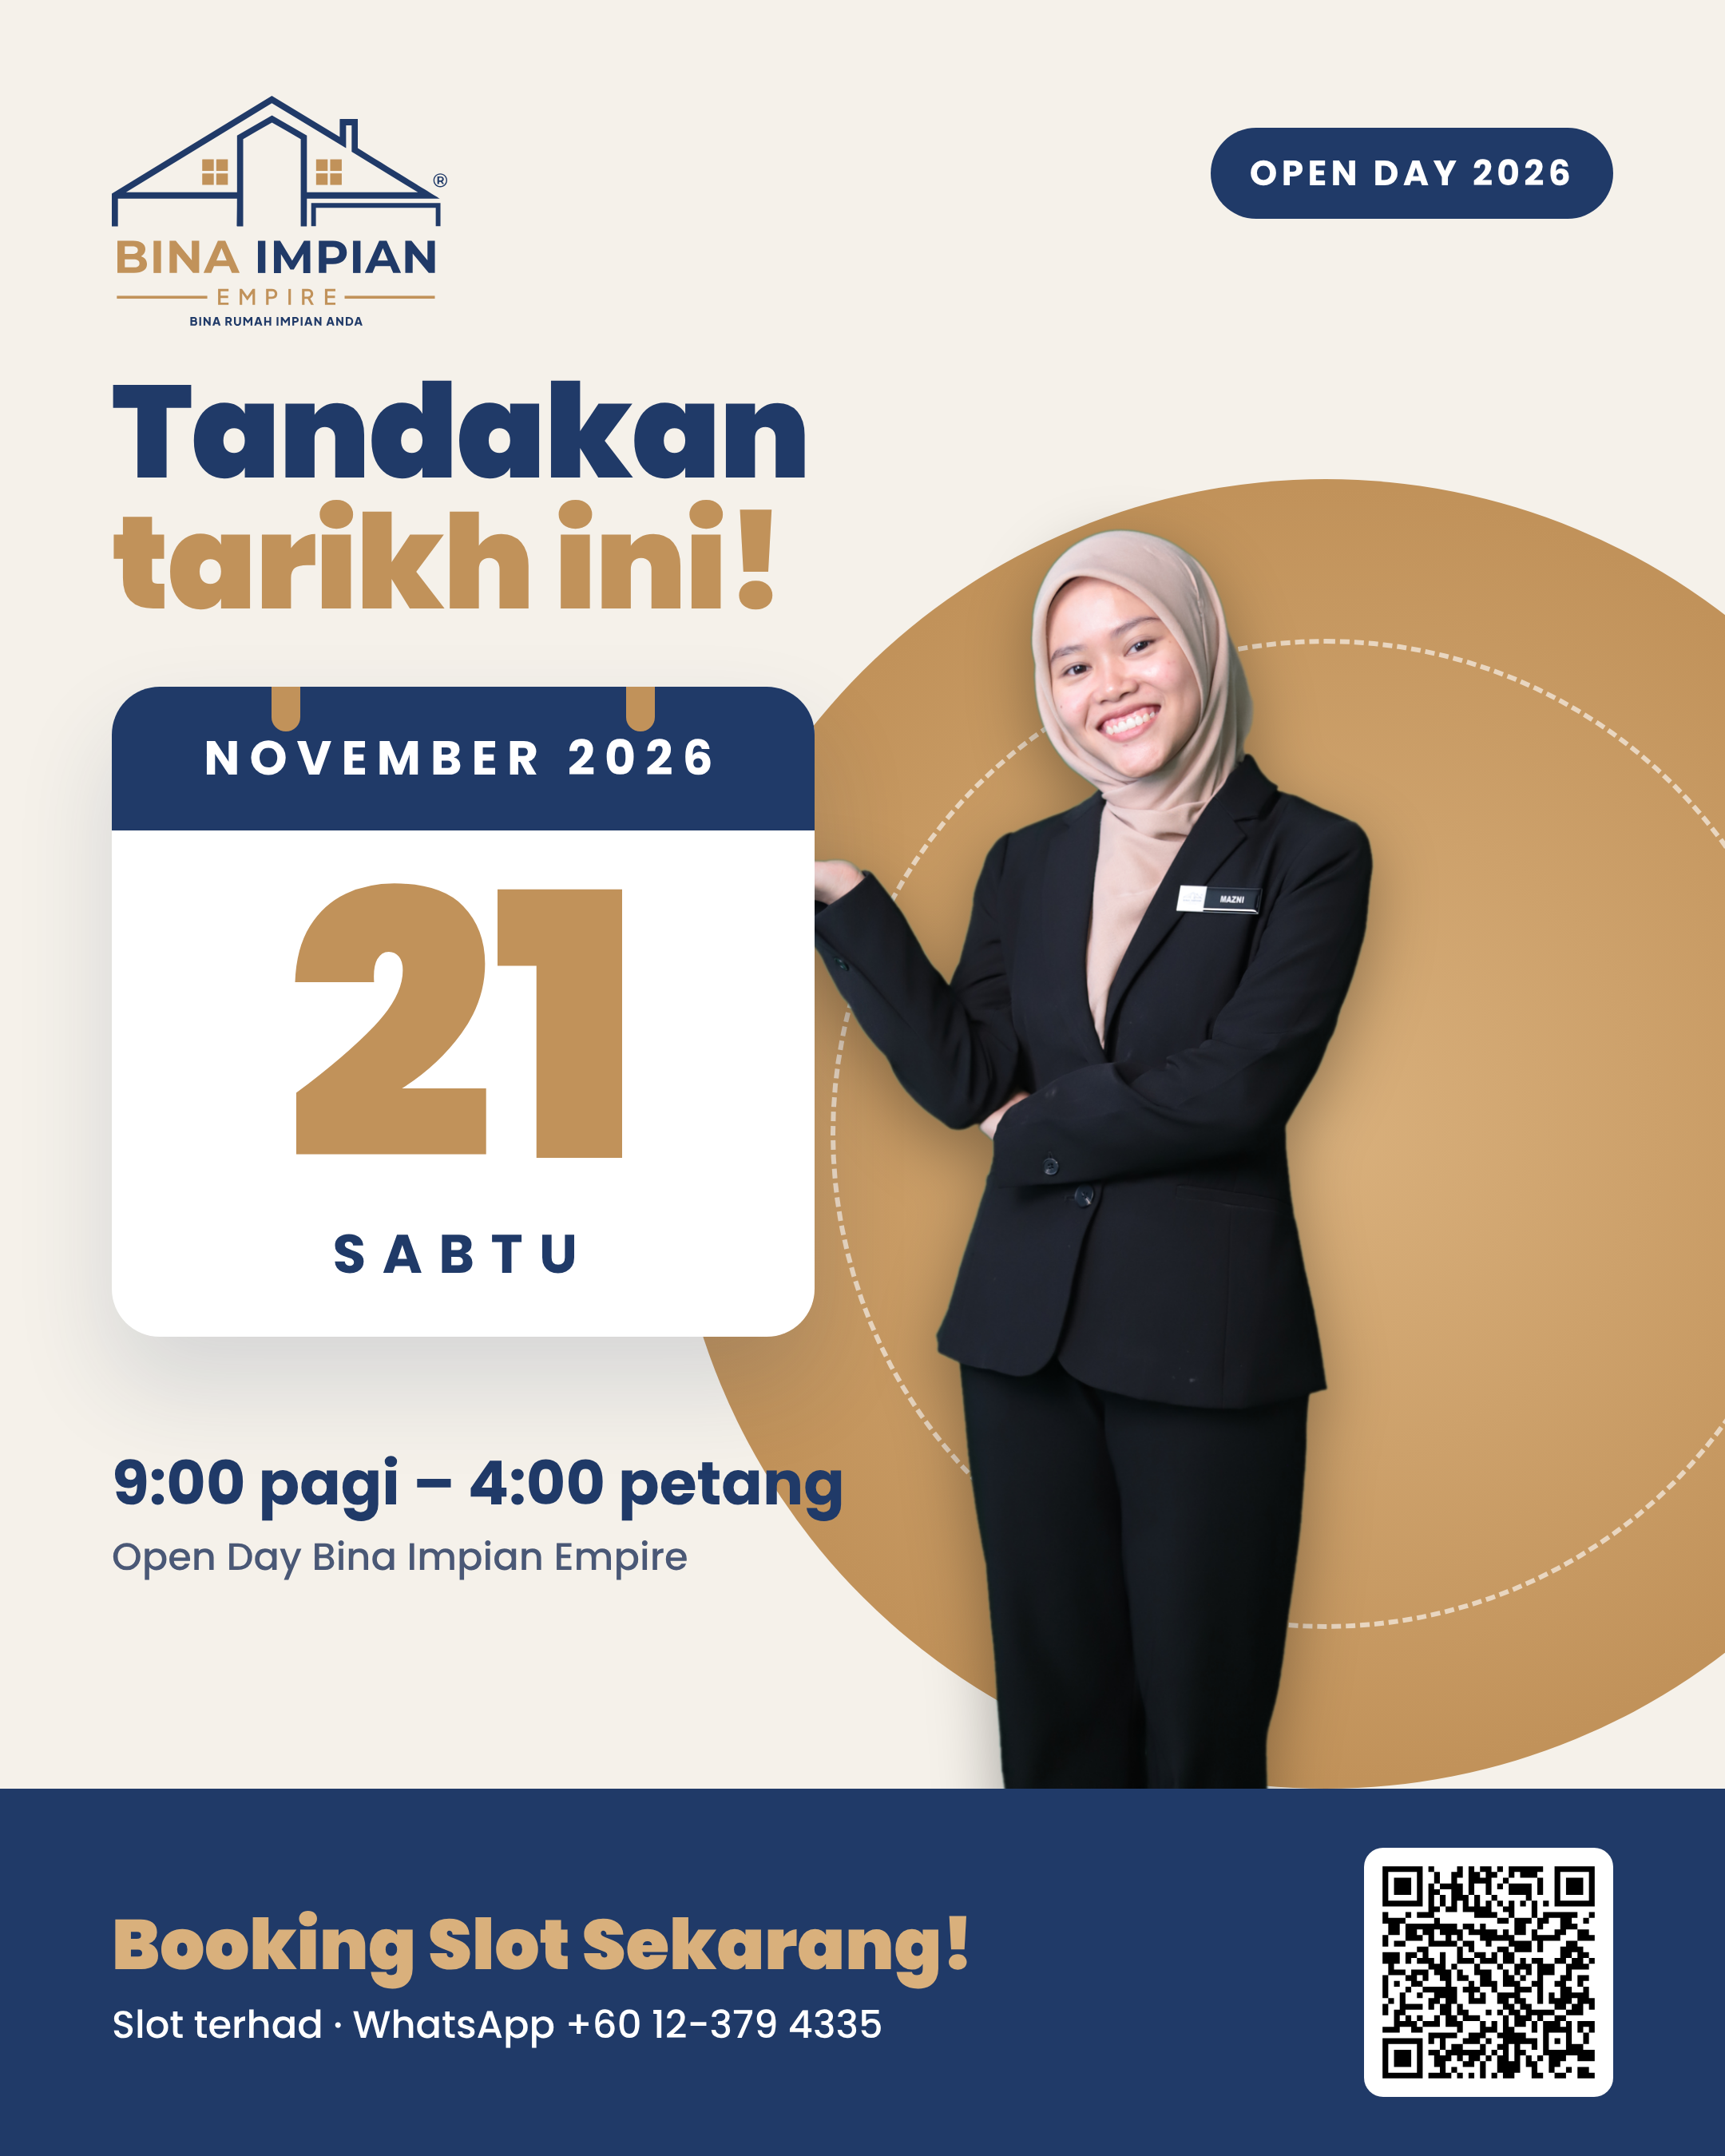 BINA IMPIAN
®
EMPIRE
BINA RUMAH IMPIAN ANDA
OPEN DAY 2026
Tandakan
tarikh ini!
NOVEMBER 2026
21
SABTU
MAZNI
9:00 pagi – 4:00 petang
Open Day Bina Impian Empire
Booking Slot Sekarang!
Slot terhad · WhatsApp +60 12-379 4335